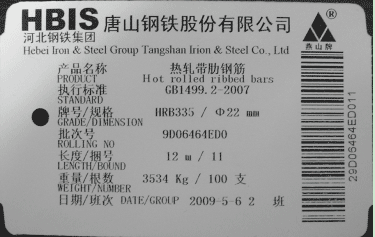 HBIS 唐山钢铁股份有限公司
河北钢铁集团
Hebei Iron & Steel Group Tangshan Irion & Steel Co., Ltd
燕山牌
产品名称 热轧带肋钢筋
PRODUCT Hot rolled ribbed bars
执行标准 GB1499.2-2007
STANDARD
牌号/规格 HRB335 / Φ22 mm
GRADE/DIMENSION
批次号 9D06464ED0
ROLLING NO
长度/捆号 12 m / 11
LENGTH/BOUND
重量/根数 3534 Kg / 100 支
WEIGHT/NUMBER
日期/班次 DATE/GROUP 2009-5-6 2 班
29D06464ED011